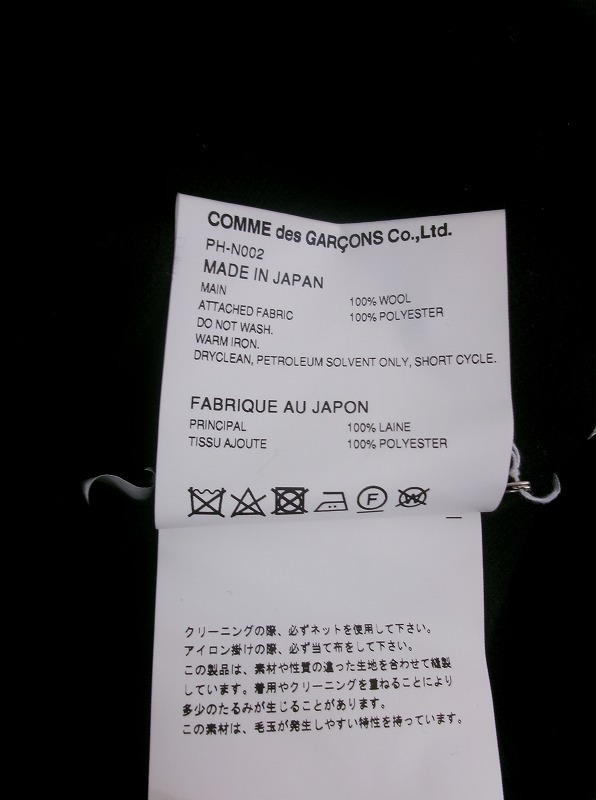 COMME des GARÇONS Co.,Ltd.
PH-N002
MADE IN JAPAN
MAIN 100% WOOL
ATTACHED FABRIC 100% POLYESTER
DO NOT WASH.
WARM IRON.
DRYCLEAN, PETROLEUM SOLVENT ONLY, SHORT CYCLE.
FABRIQUE AU JAPON
PRINCIPAL 100% LAINE
TISSU AJOUTE 100% POLYESTER
F W
クリーニングの際、必ずネットを使用して下さい。
アイロン掛けの際、必ず当て布をして下さい。
この製品は、素材や性質の違った生地を合わせて縫製
しています。着用やクリーニングを重ねることにより
多少のたるみが生じることがあります。
この素材は、毛玉が発生しやすい特性を持っています。